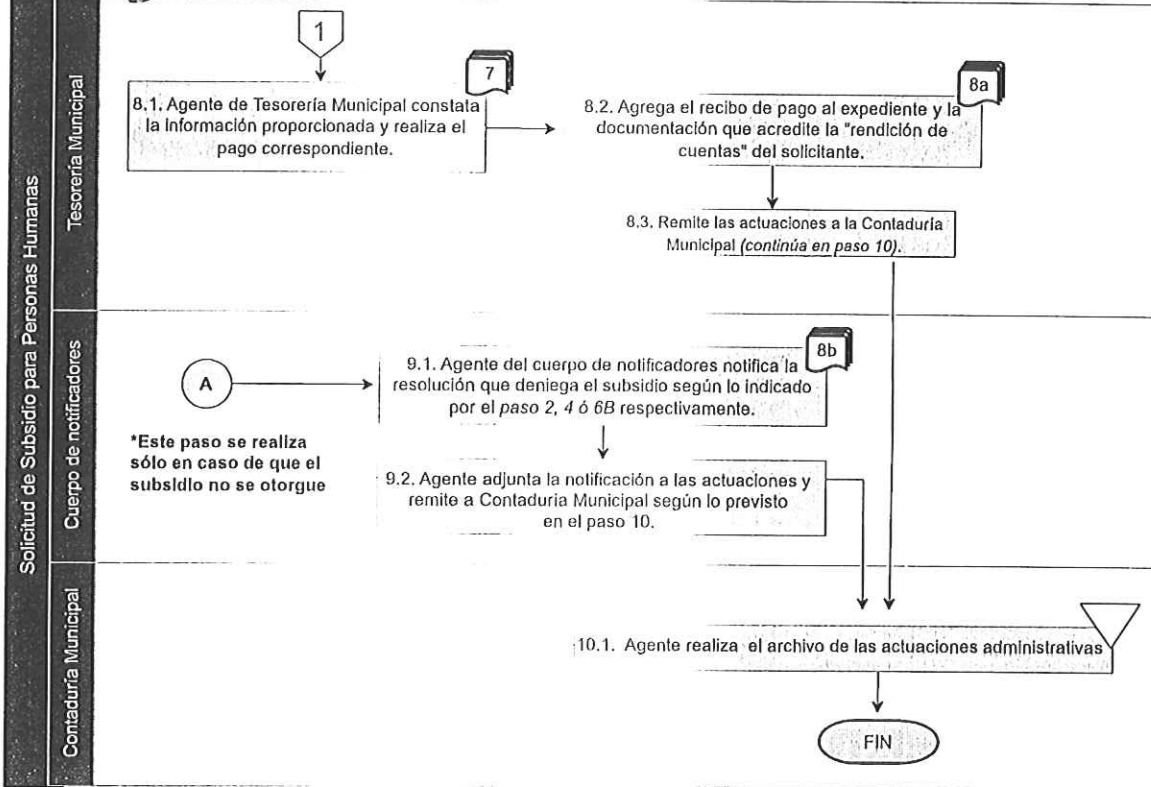 Solicitud de Subsidio para Personas Humanas
Tesorería Municipal
1
7
8.1. Agente de Tesorería Municipal constata
la Información proporcionada y realiza el
pago correspondiente.
8a
8.2. Agrega el recibo de pago al expediente y la
documentación que acredite la "rendición de
cuentas" del solicitante.
8.3. Remite las actuaciones a la Contaduría
Municipal (continúa en paso 10).
Cuerpo de notificadores
A
*Este paso se realiza
sólo en caso de que el
subsidio no se otorgue
8b
9.1. Agente del cuerpo de notificadores notifica la
resolución que deniega el subsidio según lo indicado
por el paso 2, 4 ó 6B respectivamente.
9.2. Agente adjunta la notificación a las actuaciones y
remite a Contaduría Municipal según lo previsto
en el paso 10.
Contaduría Municipal
10.1. Agente realiza el archivo de las actuaciones administrativas
FIN